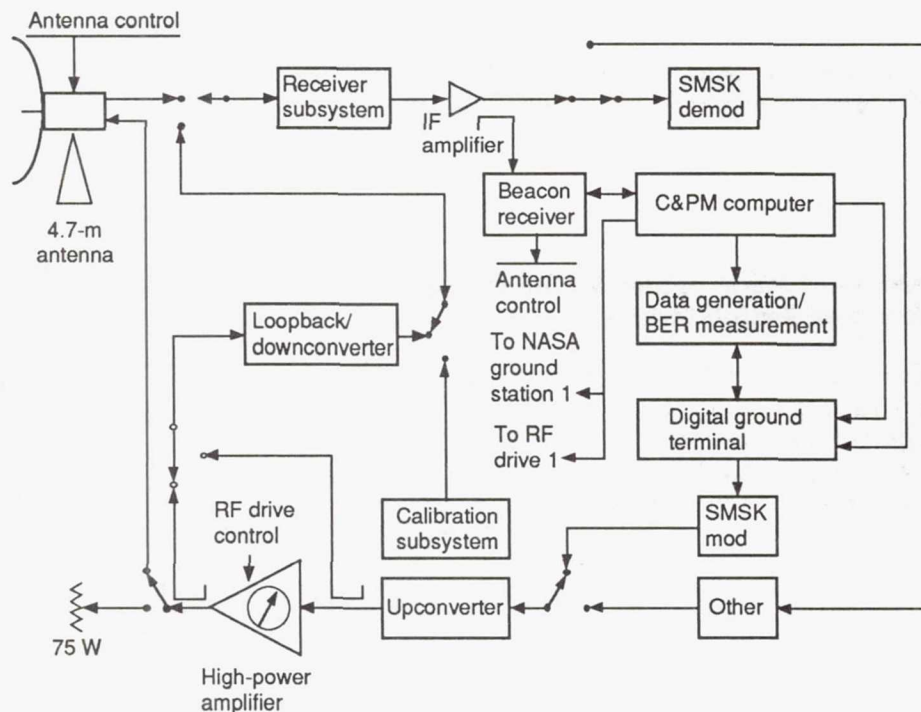 Antenna control
Receiver
subsystem
IF
amplifier
SMSK
demod
4.7-m
antenna
Beacon
receiver
C&PM computer
Antenna
control
Loopback/
downconverter
Data generation/
BER measurement
To NASA
ground
station 1
To RF
drive 1
Digital ground
terminal
RF drive
control
Calibration
subsystem
SMSK
mod
Upconverter
Other
75 W
High-power
amplifier